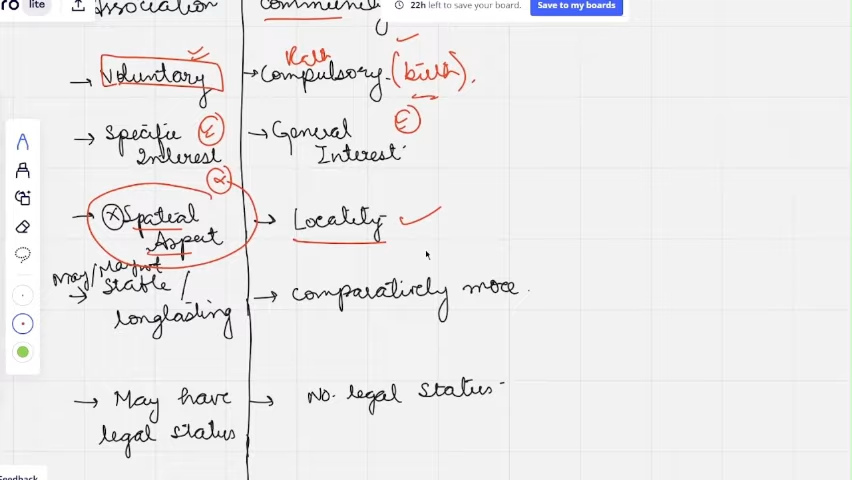 ro lite
Association
Community
22h left to save your board.
Save to my boards
→ Voluntary
→ Compulsory. (birth).
→ Specific
Interest
→ General
Interest
→ Spatial
Aspect
→ Locality
May/May not
→ Stable /
longlasting
→ comparatively more.
→ May have
legal status
→ No. legal status-
Feedback